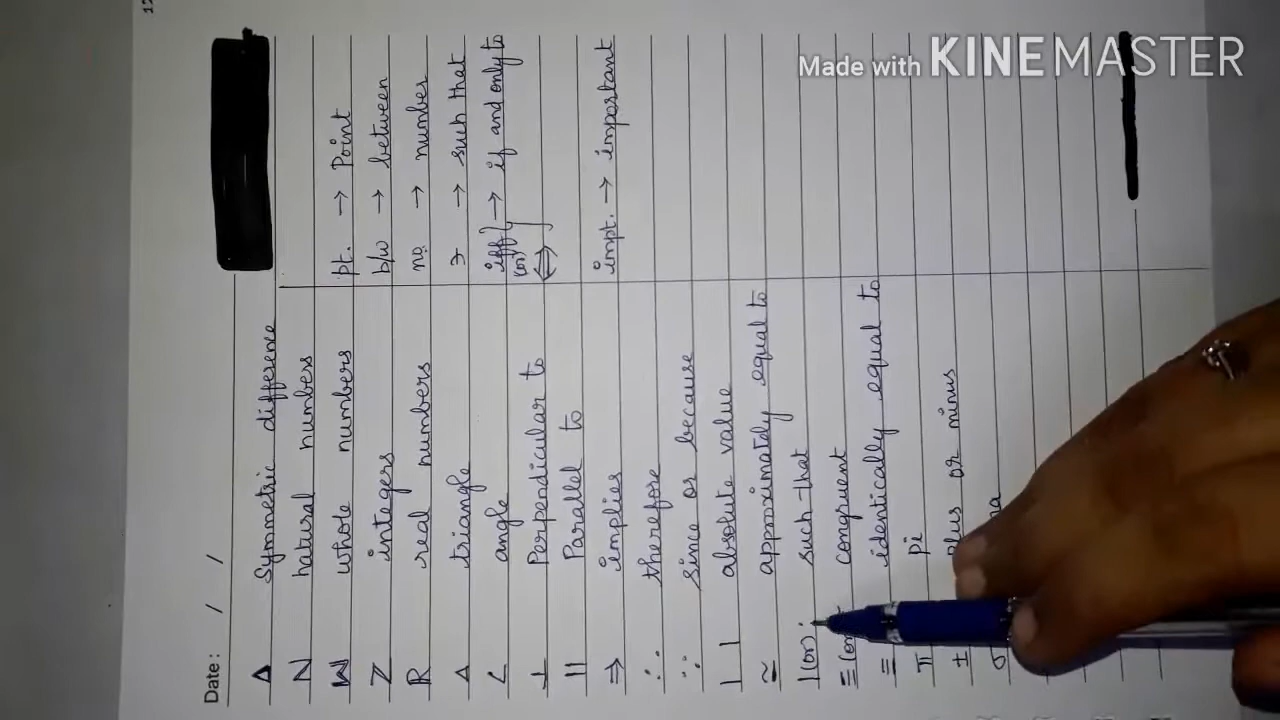 Made with KINEMASTER
Date: / /
Δ symmetric difference
N natural numbers
W whole numbers
Z integers
R real numbers
Δ triangle
∠ angle
⊥ Perpendicular to
|| Parallel to
⇒ implies
∴ therefore
∵ since or because
| | absolute value
≃ approximately equal to
| (or) : such that
≡ (or) congruent
≡ identically equal to
π pi
± plus or minus
σ
pt. → Point
b/w → between
no. → number
∋ → such that
iff (or) ⇔ → if and only to
impt. → important